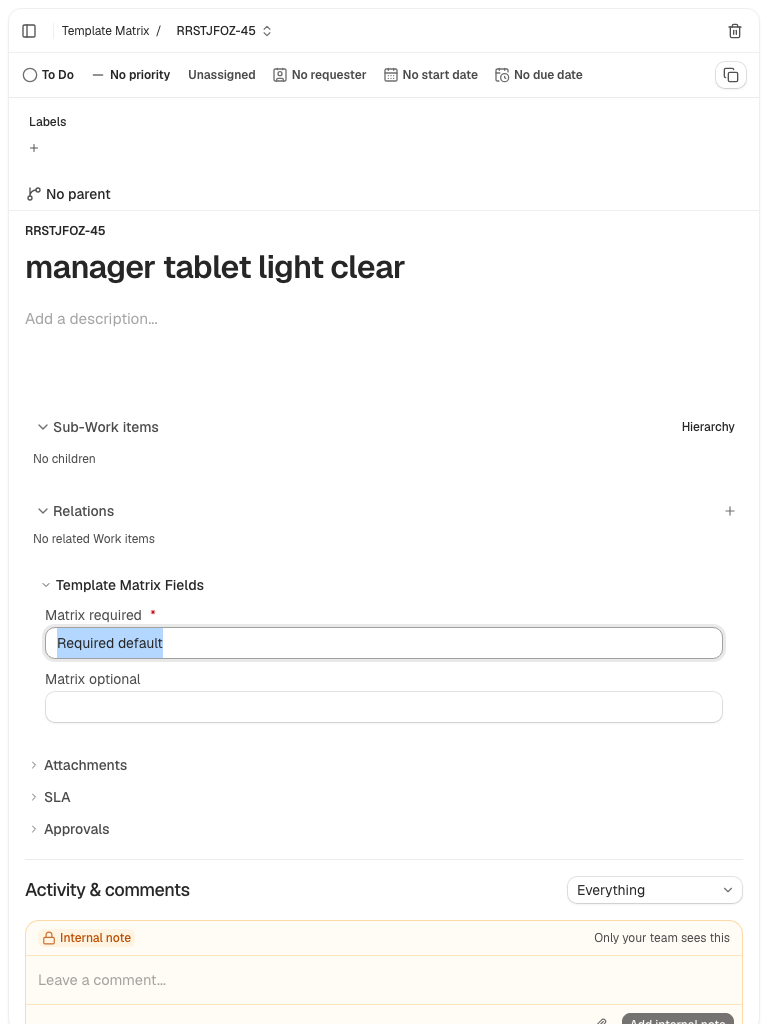 Template Matrix / RRSTJFOZ-45
To Do No priority Unassigned No requester No start date No due date
Labels
No parent
RRSTJFOZ-45
manager tablet light clear
Add a description...
Sub-Work items Hierarchy
No children
Relations
No related Work items
Template Matrix Fields
Matrix required *
Required default
Matrix optional
Attachments
SLA
Approvals
Activity & comments Everything
Internal note Only your team sees this
Leave a comment...
Add internal note